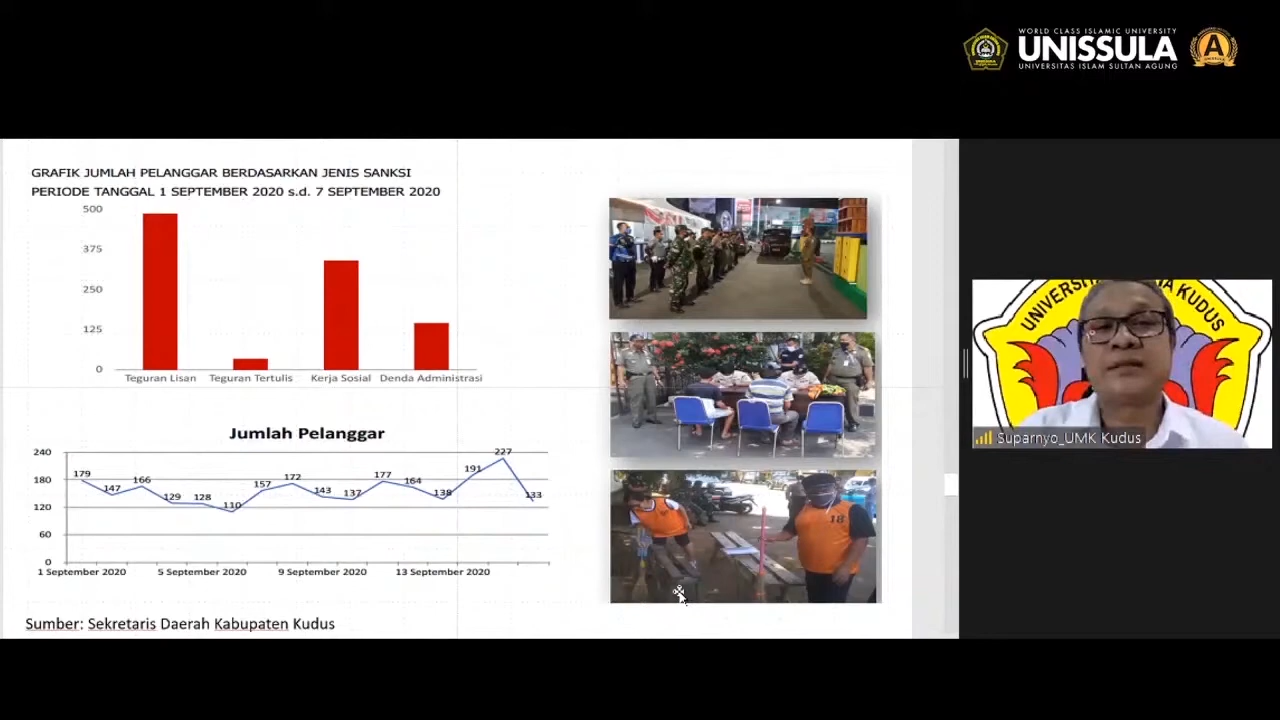 WORLD CLASS ISLAMIC UNIVERSITY
UNISSULA
UNIVERSITAS ISLAM SULTAN AGUNG
A
GRAFIK JUMLAH PELANGGAR BERDASARKAN JENIS SANKSI
PERIODE TANGGAL 1 SEPTEMBER 2020 s.d. 7 SEPTEMBER 2020
500
375
250
125
0
Teguran Lisan Teguran Tertulis Kerja Sosial Denda Administrasi
Jumlah Pelanggar
240
180
120
60
0
179 147 166 129 128 110 157 172 143 137 177 164 138 191 227 133
1 September 2020 5 September 2020 9 September 2020 13 September 2020
Sumber: Sekretaris Daerah Kabupaten Kudus
18
KUDUS
Suparnyo_UMK Kudus